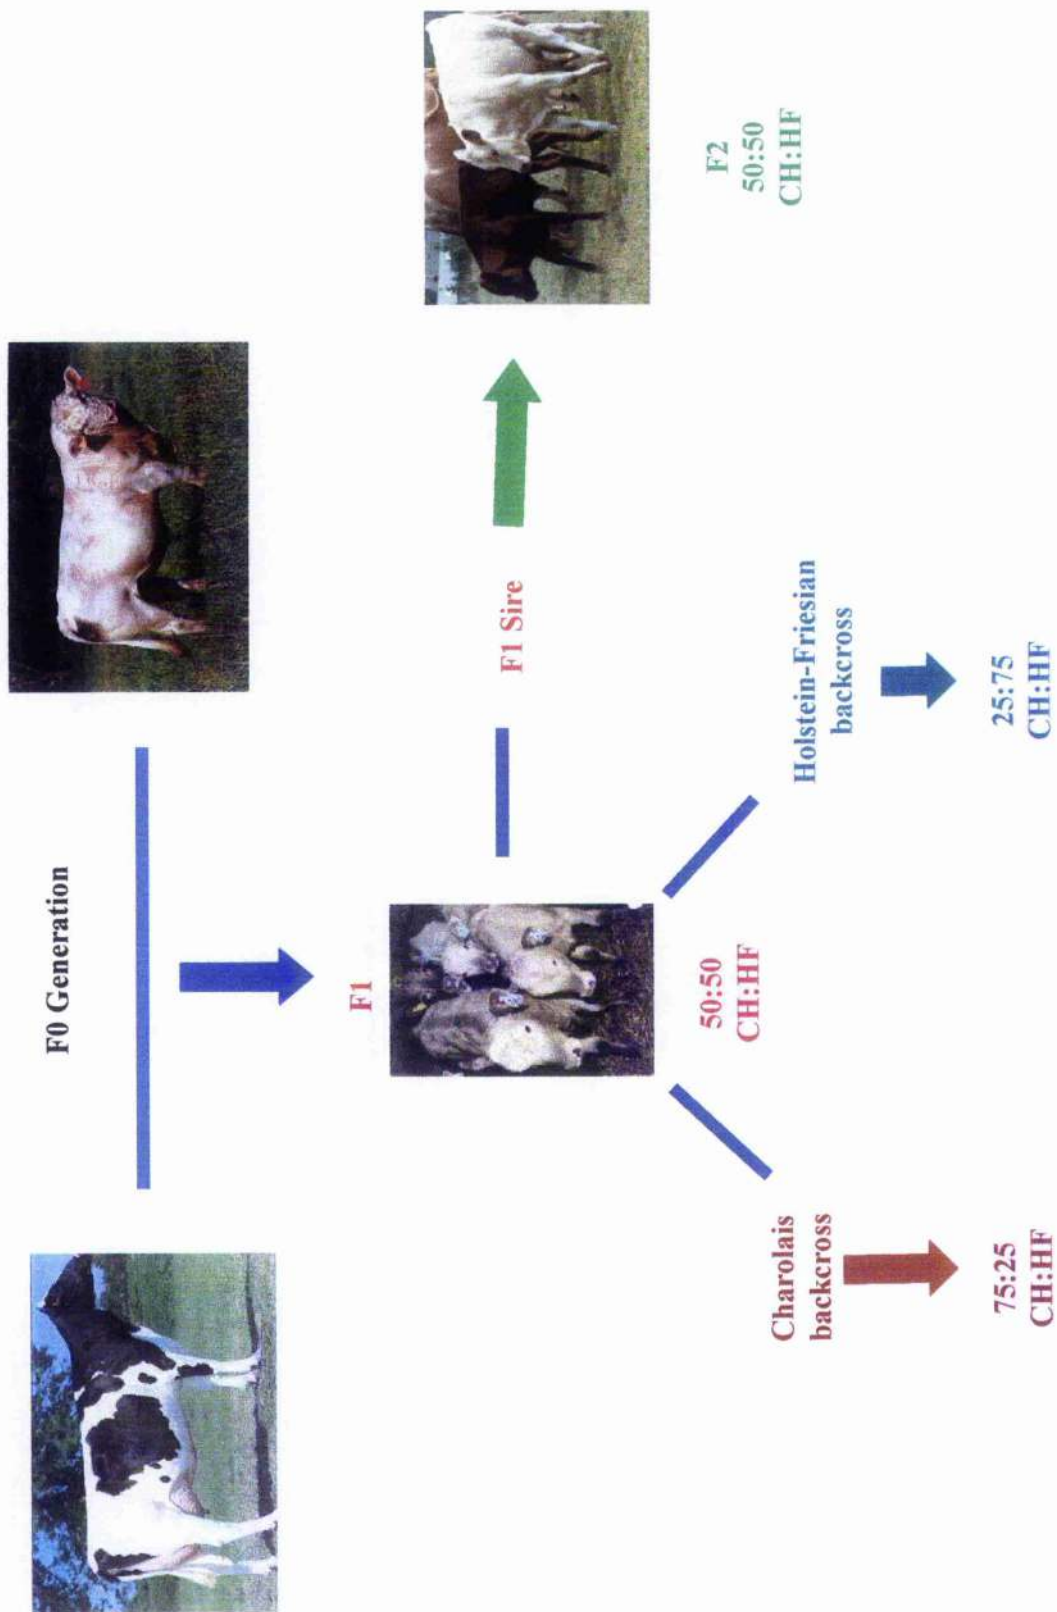 F0 Generation
F1
50:50
CH:HF
F1 Sire
F2
50:50
CH:HF
Charolais
backcross
75:25
CH:HF
Holstein-Friesian
backcross
25:75
CH:HF